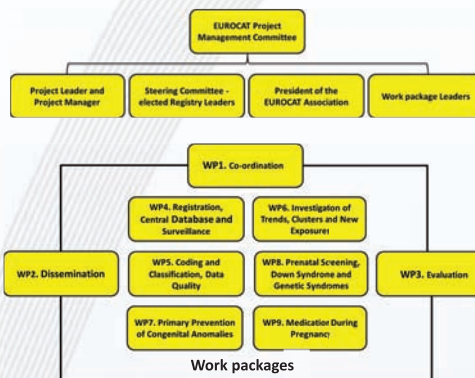 EUROCAT Project
Management Committee
Project Leader and
Project Manager
Steering Committee -
elected Registry Leaders
President of the
EUROCAT Association
Work package Leaders
WP1. Co-ordination
WP4. Registration,
Central Database and
Surveillance
WP6. Investigation of
Trends, Clusters and New
Exposures
WP2. Dissemination
WP5. Coding and
Classification, Data
Quality
WP8. Prenatal Screening,
Down Syndrome and
Genetic Syndromes
WP3. Evaluation
WP7. Primary Prevention
of Congenital Anomalies
WP9. Medication During
Pregnancy
Work packages